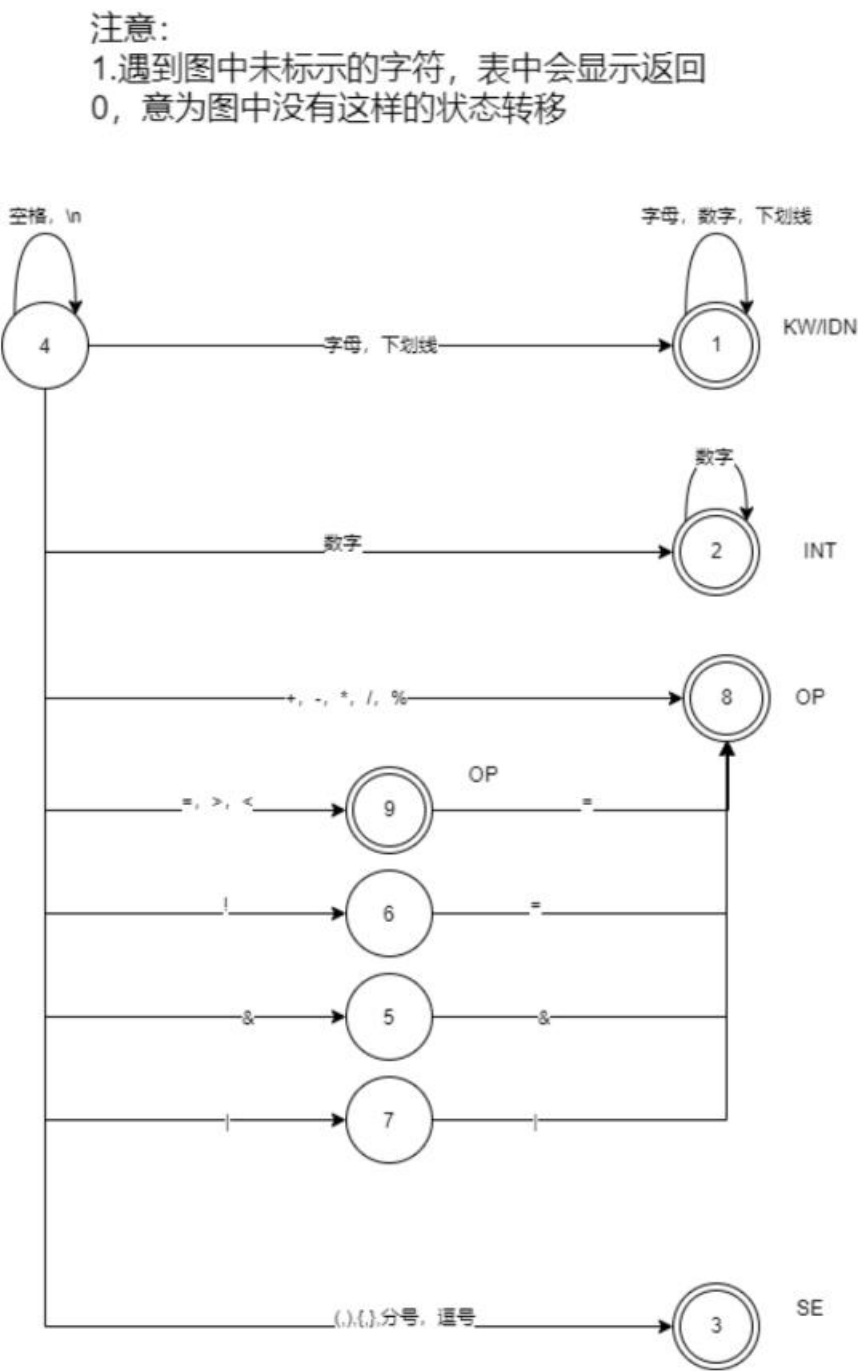 注意：
1.遇到图中未标示的字符，表中会显示返回
0，意为图中没有这样的状态转移
空格，\n
字母，数字，下划线
4
字母，下划线
1
KW/IDN
数字
数字
2
INT
+，-，*，/，%
8
OP
=，>，<
9
OP
=
!
6
=
&
5
&
|
7
|
(,),{,},分号，逗号
3
SE